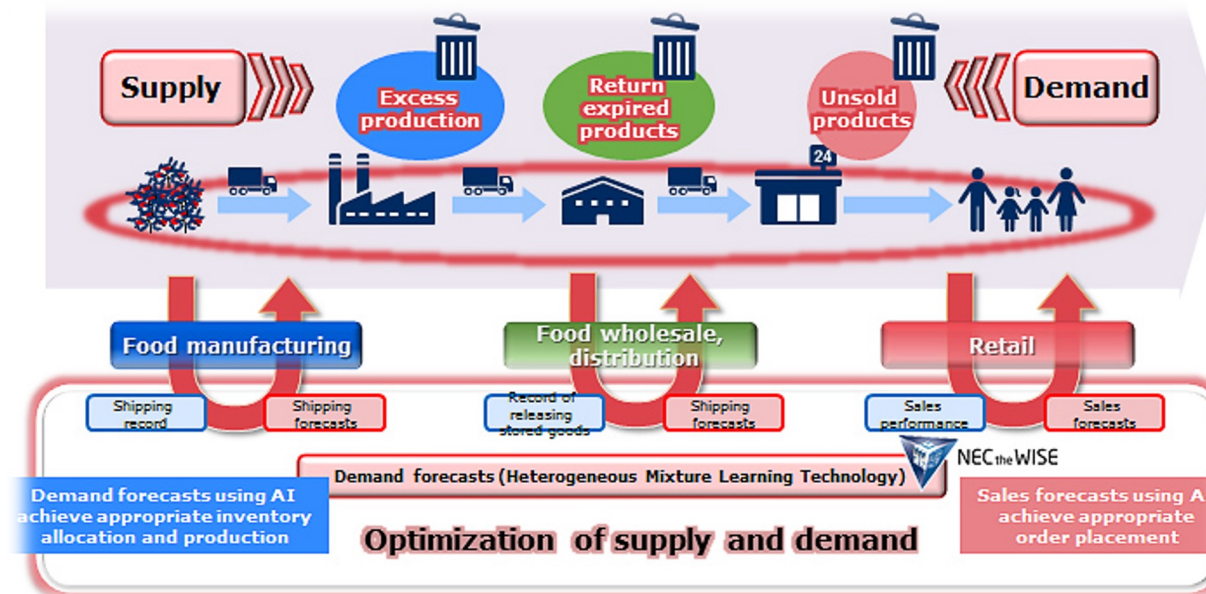 Supply
Excess
production
Return
expired
products
Unsold
products
Demand
24
Food manufacturing
Food wholesale,
distribution
Retail
Shipping
record
Shipping
forecasts
Record of
releasing
stored goods
Shipping
forecasts
Sales
performance
Sales
forecasts
Demand forecasts (Heterogeneous Mixture Learning Technology)
NEC the WISE
Demand forecasts using AI
achieve appropriate inventory
allocation and production
Optimization of supply and demand
Sales forecasts using A
achieve appropriate
order placement